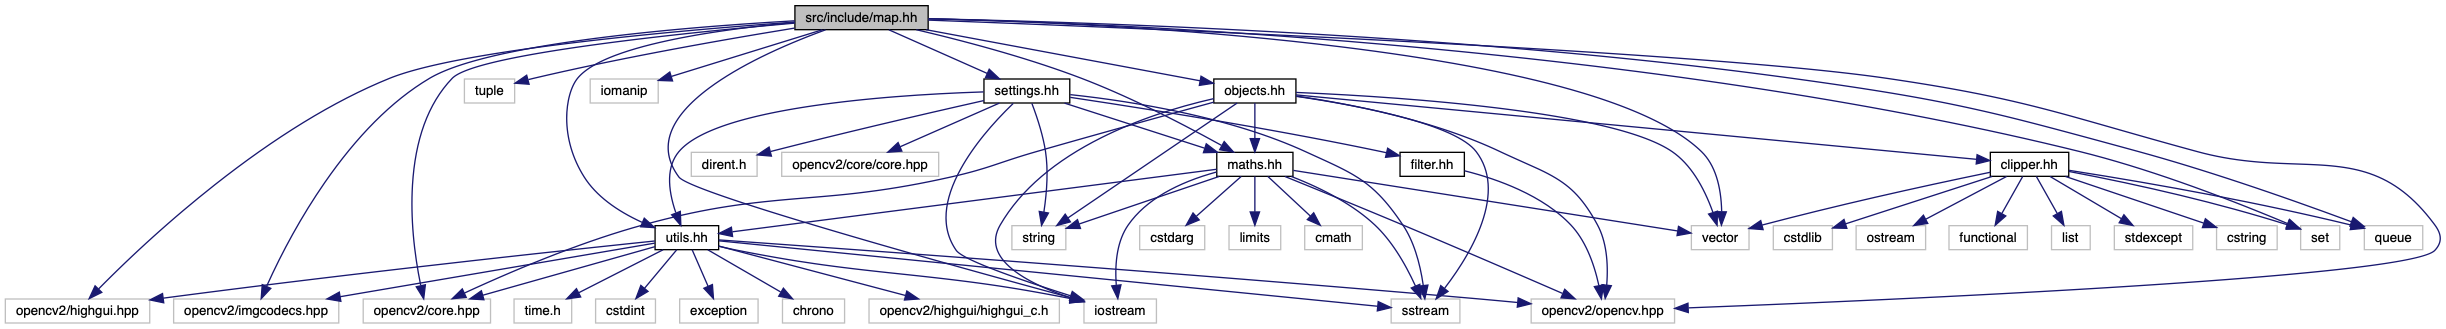 src/include/map.hh
tuple
iomanip
settings.hh
objects.hh
dirent.h
opencv2/core/core.hpp
maths.hh
filter.hh
clipper.hh
utils.hh
string
cstdarg
limits
cmath
vector
cstdlib
ostream
functional
list
stdexcept
cstring
set
queue
opencv2/highgui.hpp
opencv2/imgcodecs.hpp
opencv2/core.hpp
time.h
cstdint
exception
chrono
opencv2/highgui/highgui_c.h
iostream
sstream
opencv2/opencv.hpp